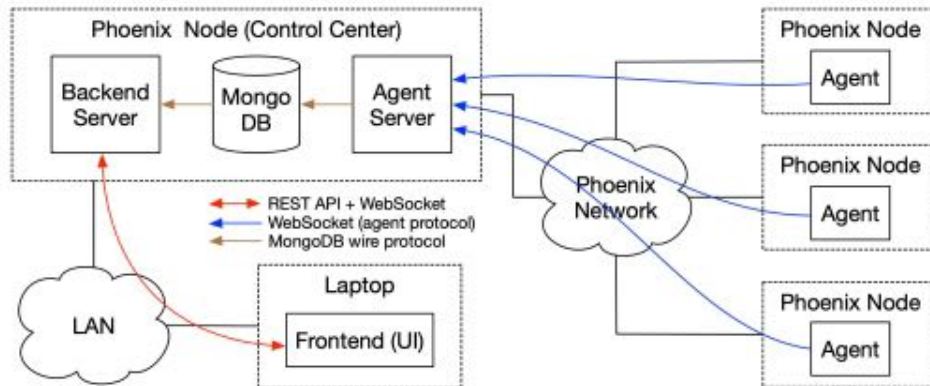 Phoenix Node (Control Center)
Backend
Server
Mongo
DB
Agent
Server
Phoenix Node
Agent
Phoenix
Network
Phoenix Node
Agent
REST API + WebSocket
WebSocket (agent protocol)
MongoDB wire protocol
LAN
Laptop
Frontend (UI)
Phoenix Node
Agent